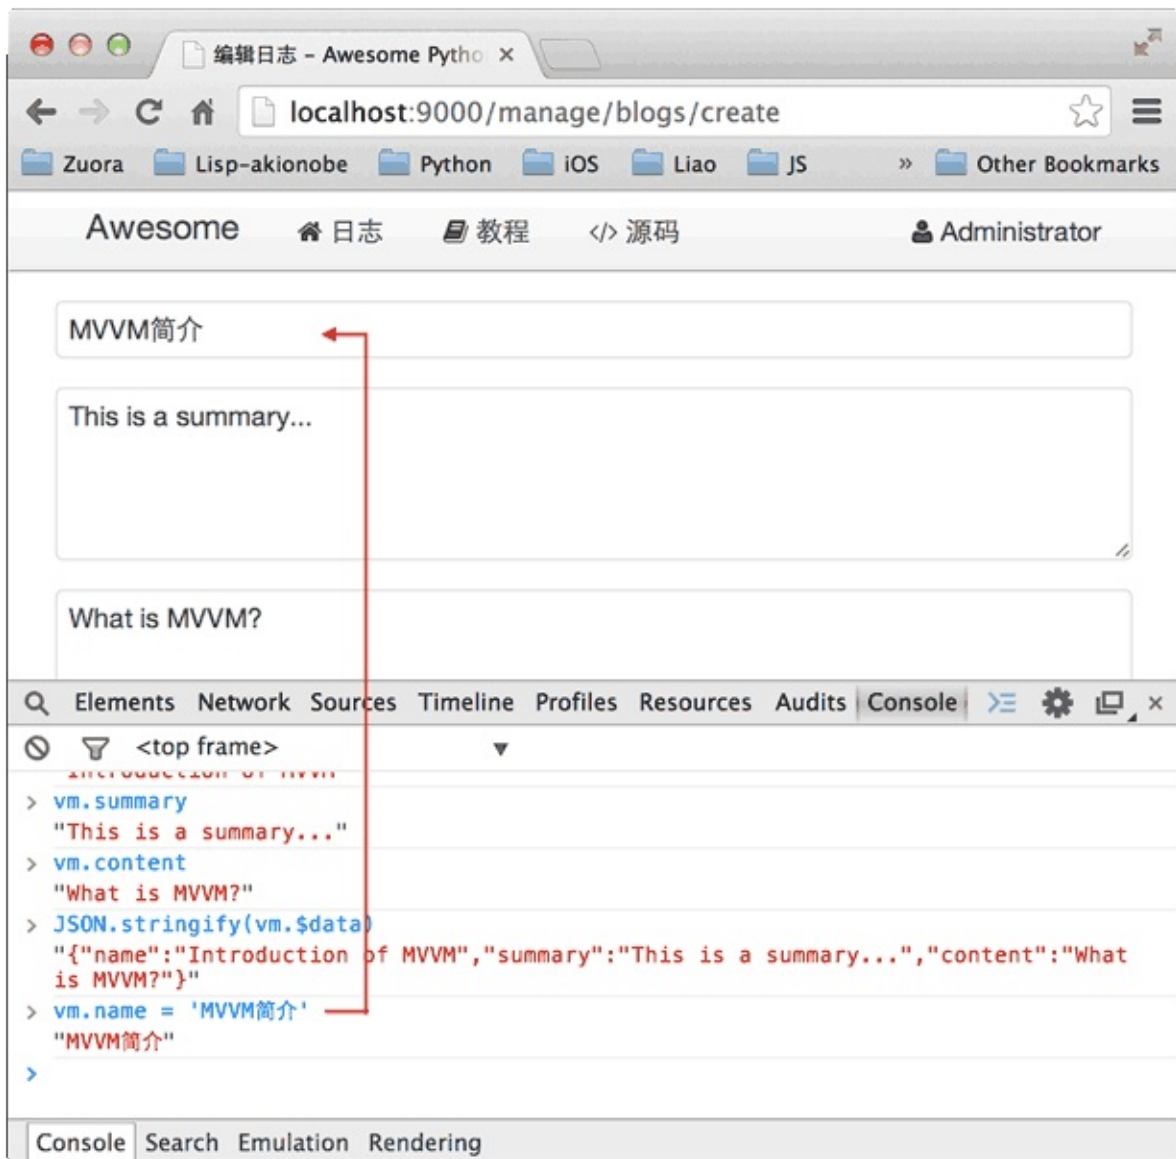 编辑日志 – Awesome Pytho
localhost:9000/manage/blogs/create
Zuora Lisp-akionobe Python iOS Liao JS » Other Bookmarks
Awesome 日志 教程 </> 源码 Administrator
MVVM简介
This is a summary...
What is MVVM?
Elements Network Sources Timeline Profiles Resources Audits Console
<top frame>
Introduction of MVVM
> vm.summary
"This is a summary..."
> vm.content
"What is MVVM?"
> JSON.stringify(vm.$data)
"{"name":"Introduction of MVVM","summary":"This is a summary...","content":"What
is MVVM?"}"
> vm.name = 'MVVM简介'
"MVVM简介"
>
Console Search Emulation Rendering